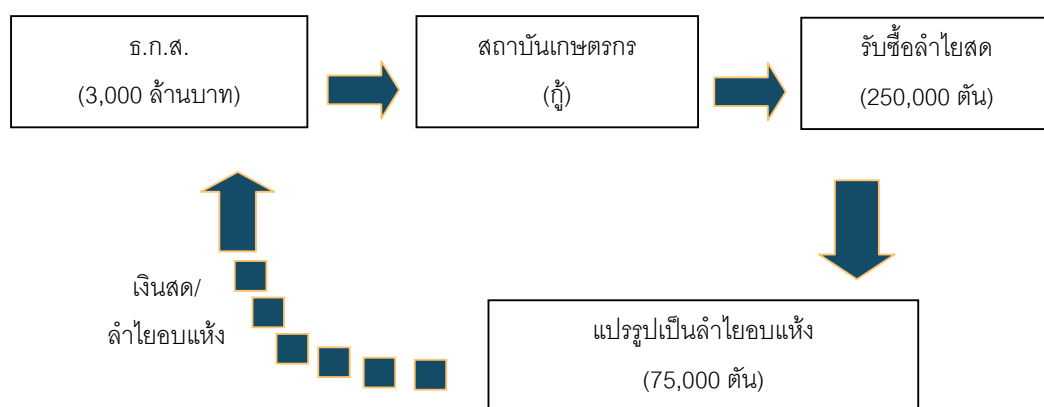 ธ.ก.ส.
(3,000 ล้านบาท)
สถาบันเกษตรกร
(กู้)
รับซื้อลำไยสด
(250,000 ตัน)
เงินสด/
ลำไยอบแห้ง
แปรรูปเป็นลำไยอบแห้ง
(75,000 ตัน)